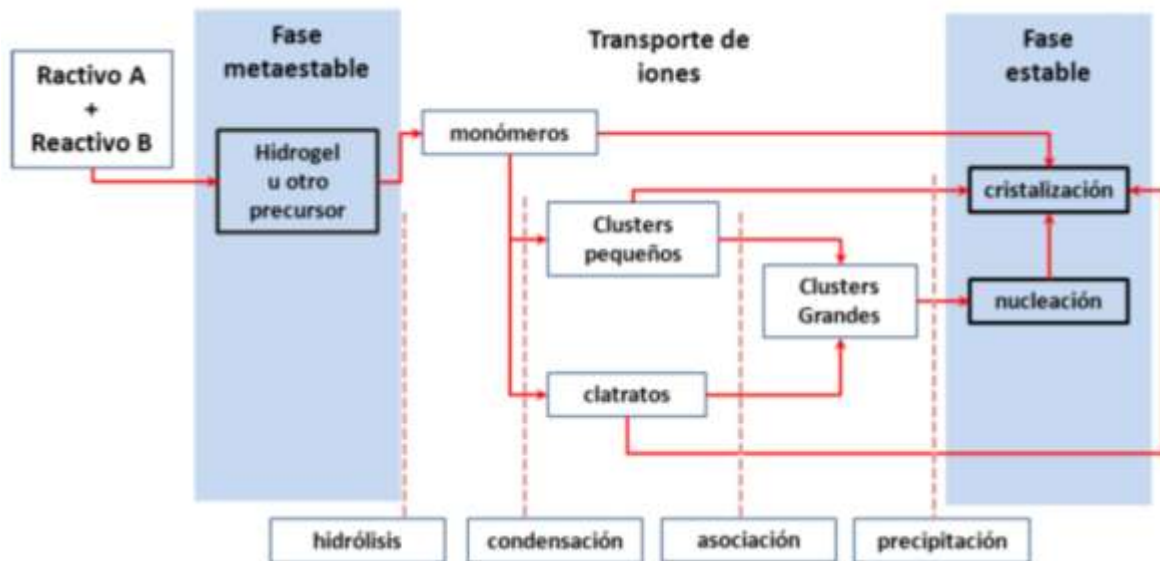 Ractivo A
+
Reactivo B
Fase
metaestable
Hidrogel
u otro
precursor
Transporte de
iones
monómeros
Clusters
pequeños
Clusters
Grandes
clatratos
Fase
estable
cristalización
nucleación
hidrólisis
condensación
asociación
precipitación